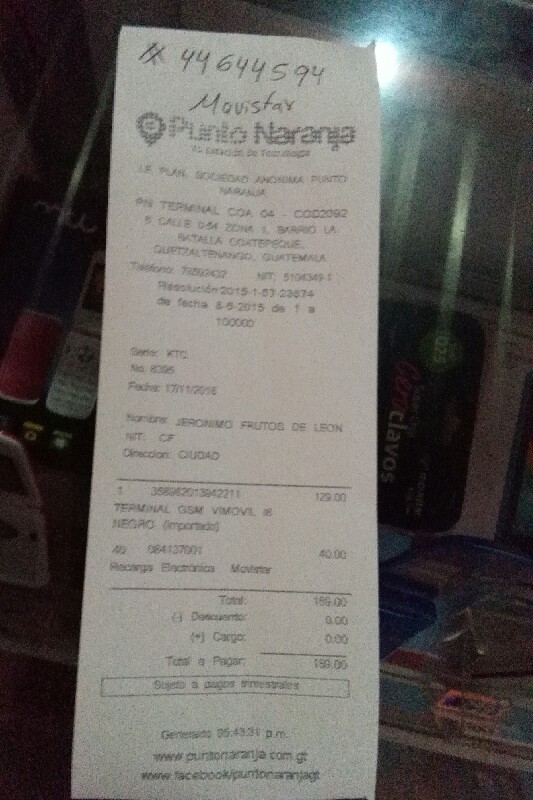 44644594
Movistar
Punto Naranja
Tu Estación de Tecnología
LE PLAN, SOCIEDAD ANONIMA PUNTO
NARANJA
PN TERMINAL COA 04 - COD2092
5 CALLE 0-54 ZONA 1, BARRIO LA
BATALLA COATEPEQUE,
QUETZALTENANGO, GUATEMALA
Teléfono: NIT: 5104349-1
Resolución 2015-1-57-23674
de fecha 8-5-2015 de 1 a
100000
Serie: KTC
No. 8395
Fecha: 17/11/2015
Nombre: JERONIMO FRUTOS DE LEON
NIT: CF
Direccion: CIUDAD
1 358962013942211 129.00
TERMINAL GSM VIMOVIL i8
NEGRO (Importado)
40 084137001 40.00
Recarga Electrónica Movistar
Total: 169.00
(-) Descuento: 0.00
(+) Cargo: 0.00
Total a Pagar: 169.00
Sujeto a pagos trimestrales
Generado 05:43:31 p.m.
www.puntonaranja.com.gt
www.facebook/puntonaranjagt
clavos